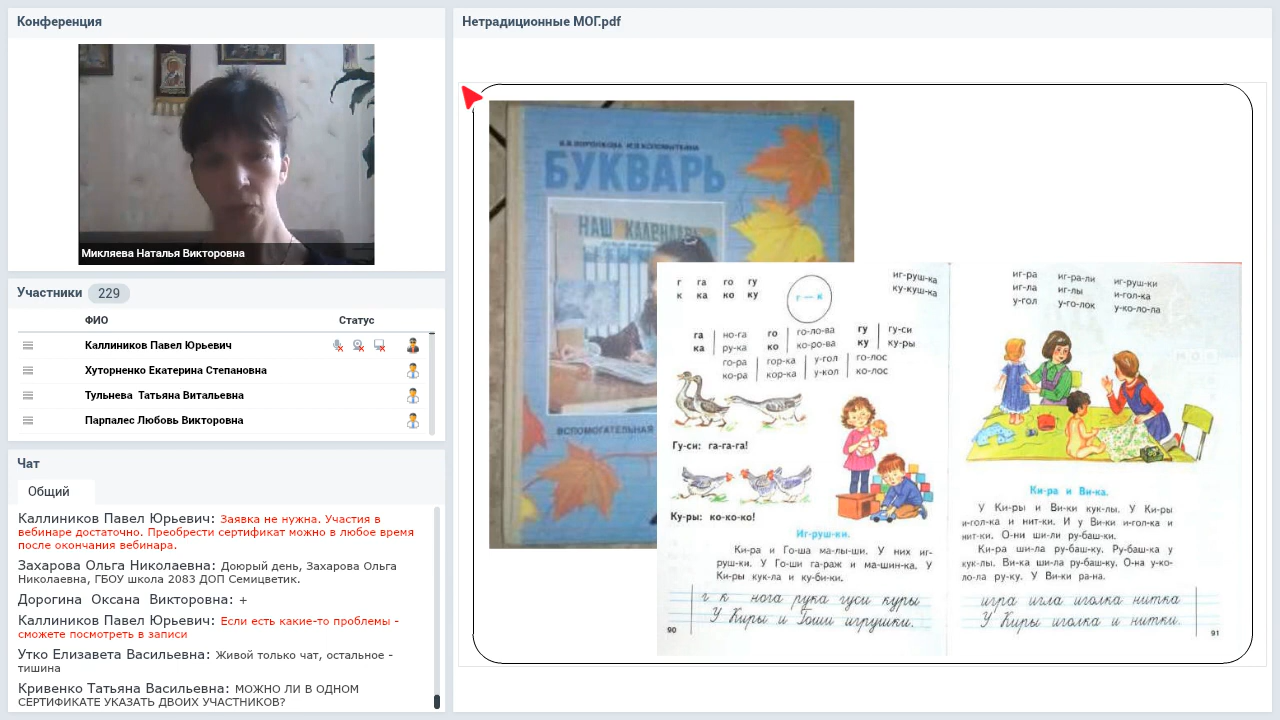 Конференция
Микляева Наталья Викторовна
Участники 229
ФИО Статус
Каллиников Павел Юрьевич
Хуторненко Екатерина Степановна
Тульнева Татьяна Витальевна
Парпалес Любовь Викторовна
Чат
Общий
Каллиников Павел Юрьевич: Заявка не нужна. Участия в
вебинаре достаточно. Преобрести сертификат можно в любое время
после окончания вебинара.
Захарова Ольга Николаевна: Доюрый день, Захарова Ольга
Николаевна, ГБОУ школа 2083 ДОП Семицветик.
Дорогина Оксана Викторовна: +
Каллиников Павел Юрьевич: Если есть какие-то проблемы -
сможете посмотреть в записи
Утко Елизавета Васильевна: Живой только чат, остальное -
тишина
Кривенко Татьяна Васильевна: МОЖНО ЛИ В ОДНОМ
СЕРТИФИКАТЕ УКАЗАТЬ ДВОИХ УЧАСТНИКОВ?
Нетрадиционные МОГ.pdf
В.В.ВОРОНКОВА И.В.КОЛОМЫТКИНА
БУКВАРЬ
НАШ КАЛЕНДАРЬ
ВСПОМОГАТЕЛЬНАЯ
г га го гу
к ка ко ку
г — к
иг-руш-ка
ку-куш-ка
га но-га го го-ло-ва гу гу-си
ка ру-ка ко ко-ро-ва ку ку-ры
го-ра гор-ка у-гол го-лос
ко-ра кор-ка у-кол ко-лос
Гу-си: га-га-га!
Ку-ры: ко-ко-ко!
Иг-руш-ки.
Ки-ра и Го-ша ма-лы-ши. У них иг-
руш-ки. У Го-ши га-раж и ма-шин-ка. У
Ки-ры кук-ла и ку-би-ки.
г к нога рука гуси куры
У Киры и Гоши игрушки.
90
иг-ра иг-ра-ли иг-руш-ки
иг-ла иг-лы и-гол-ка
у-гол у-го-лок у-ко-ло-ла
Ки-ра и Ви-ка.
У Ки-ры и Ви-ки кук-лы. У Ки-ры
и-гол-ка и нит-ки. И у Ви-ки и-гол-ка и
нит-ки. О-ни ши-ли ру-баш-ки.
Ки-ра ши-ла ру-баш-ку. Ру-баш-ка у
кук-лы. Ви-ка ши-ла ру-баш-ку. О-на у-ко-
ло-ла ру-ку. У Ви-ки ра-на.
игра игла иголка нитка
У Киры иголка и нитки.
91